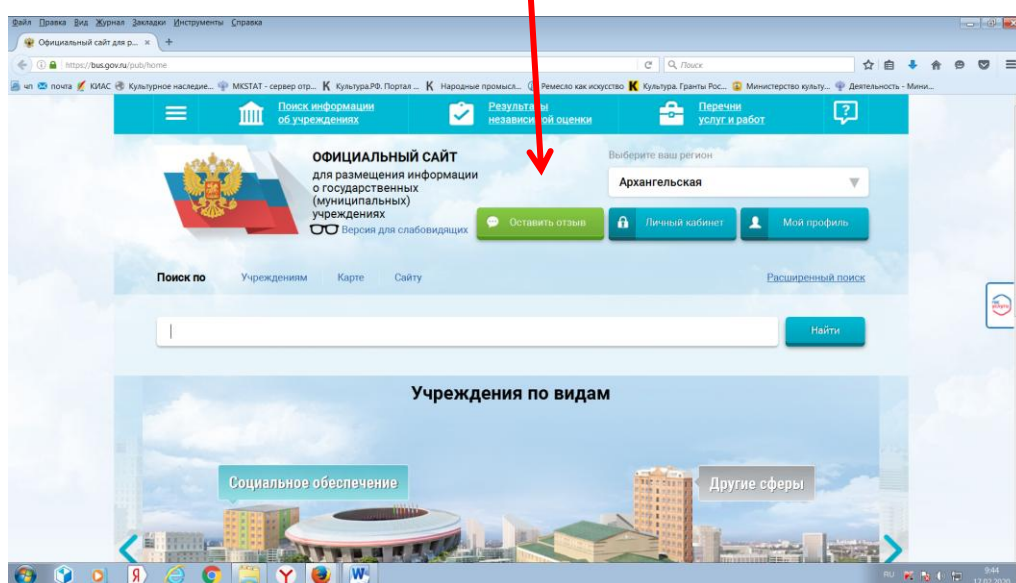 Файл Правка Вид Журнал Закладки Инструменты Справка
Официальный сайт для р... × +
https://bus.gov.ru/pub/home
Поиск
чп почта КИАС Культурное наследие... MKSTAT - сервер отр... Культура.РФ. Портал ... Народные промысл... Ремесло как искусство Культура. Гранты Рос... Министерство культу... Деятельность - Мини...
Поиск информации
об учреждениях
Результаты
независимой оценки
Перечни
услуг и работ
ОФИЦИАЛЬНЫЙ САЙТ
для размещения информации
о государственных
(муниципальных)
учреждениях
Версия для слабовидящих
Выберите ваш регион
Архангельская
Оставить отзыв
Личный кабинет
Мой профиль
Поиск по Учреждениям Карте Сайту
Расширенный поиск
Найти
Учреждения по видам
Социальное обеспечение
Другие сферы
RU
9:44
17.02.2020